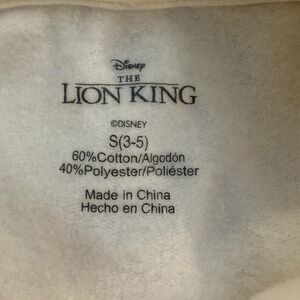 Disney
THE
LION KING
©DISNEY
S(3-5)
60%Cotton/Algodón
40%Polyester/Poliéster
Made in China
Hecho en China